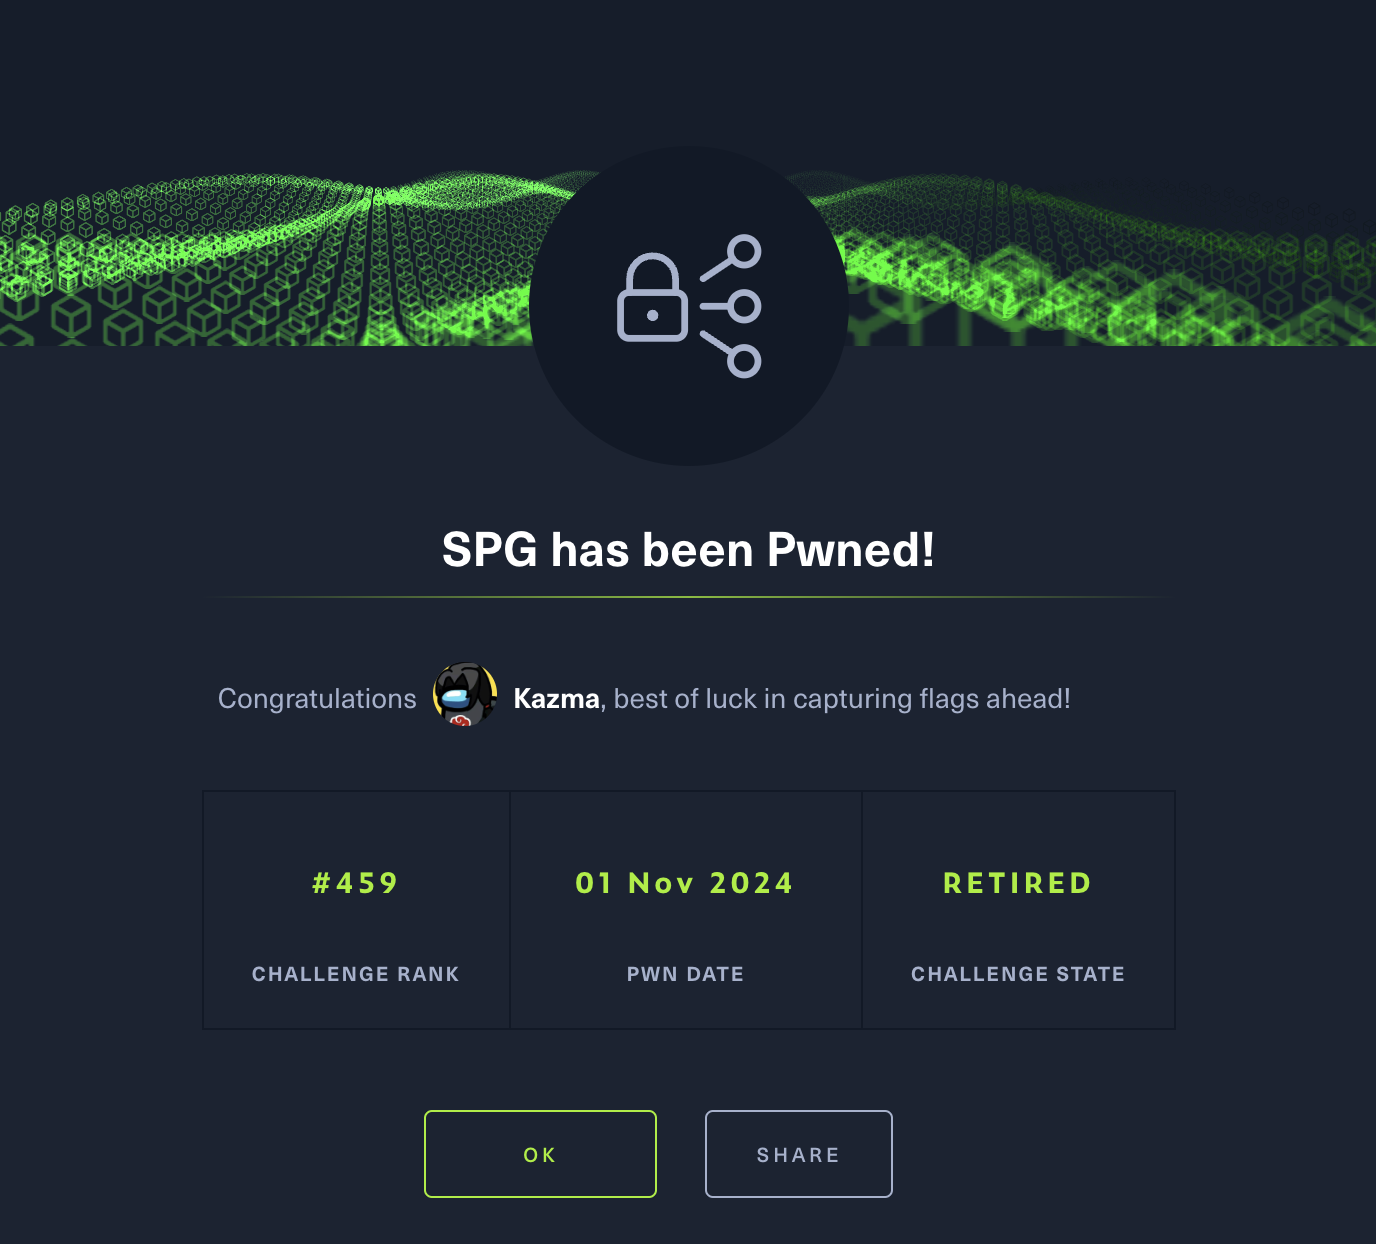 SPG has been Pwned!
Congratulations Kazma, best of luck in capturing flags ahead!
#459
CHALLENGE RANK
01 Nov 2024
PWN DATE
RETIRED
CHALLENGE STATE
OK
SHARE